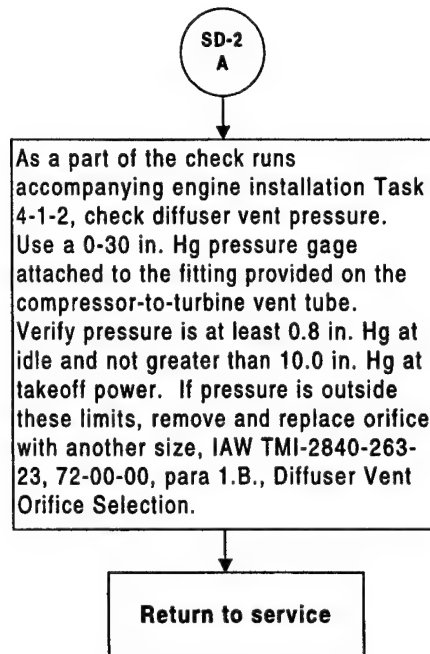 SD-2
A
As a part of the check runs
accompanying engine installation Task
4-1-2, check diffuser vent pressure.
Use a 0-30 in. Hg pressure gage
attached to the fitting provided on the
compressor-to-turbine vent tube.
Verify pressure is at least 0.8 in. Hg at
idle and not greater than 10.0 in. Hg at
takeoff power. If pressure is outside
these limits, remove and replace orifice
with another size, IAW TMI-2840-263-
23, 72-00-00, para 1.B., Diffuser Vent
Orifice Selection.
Return to service